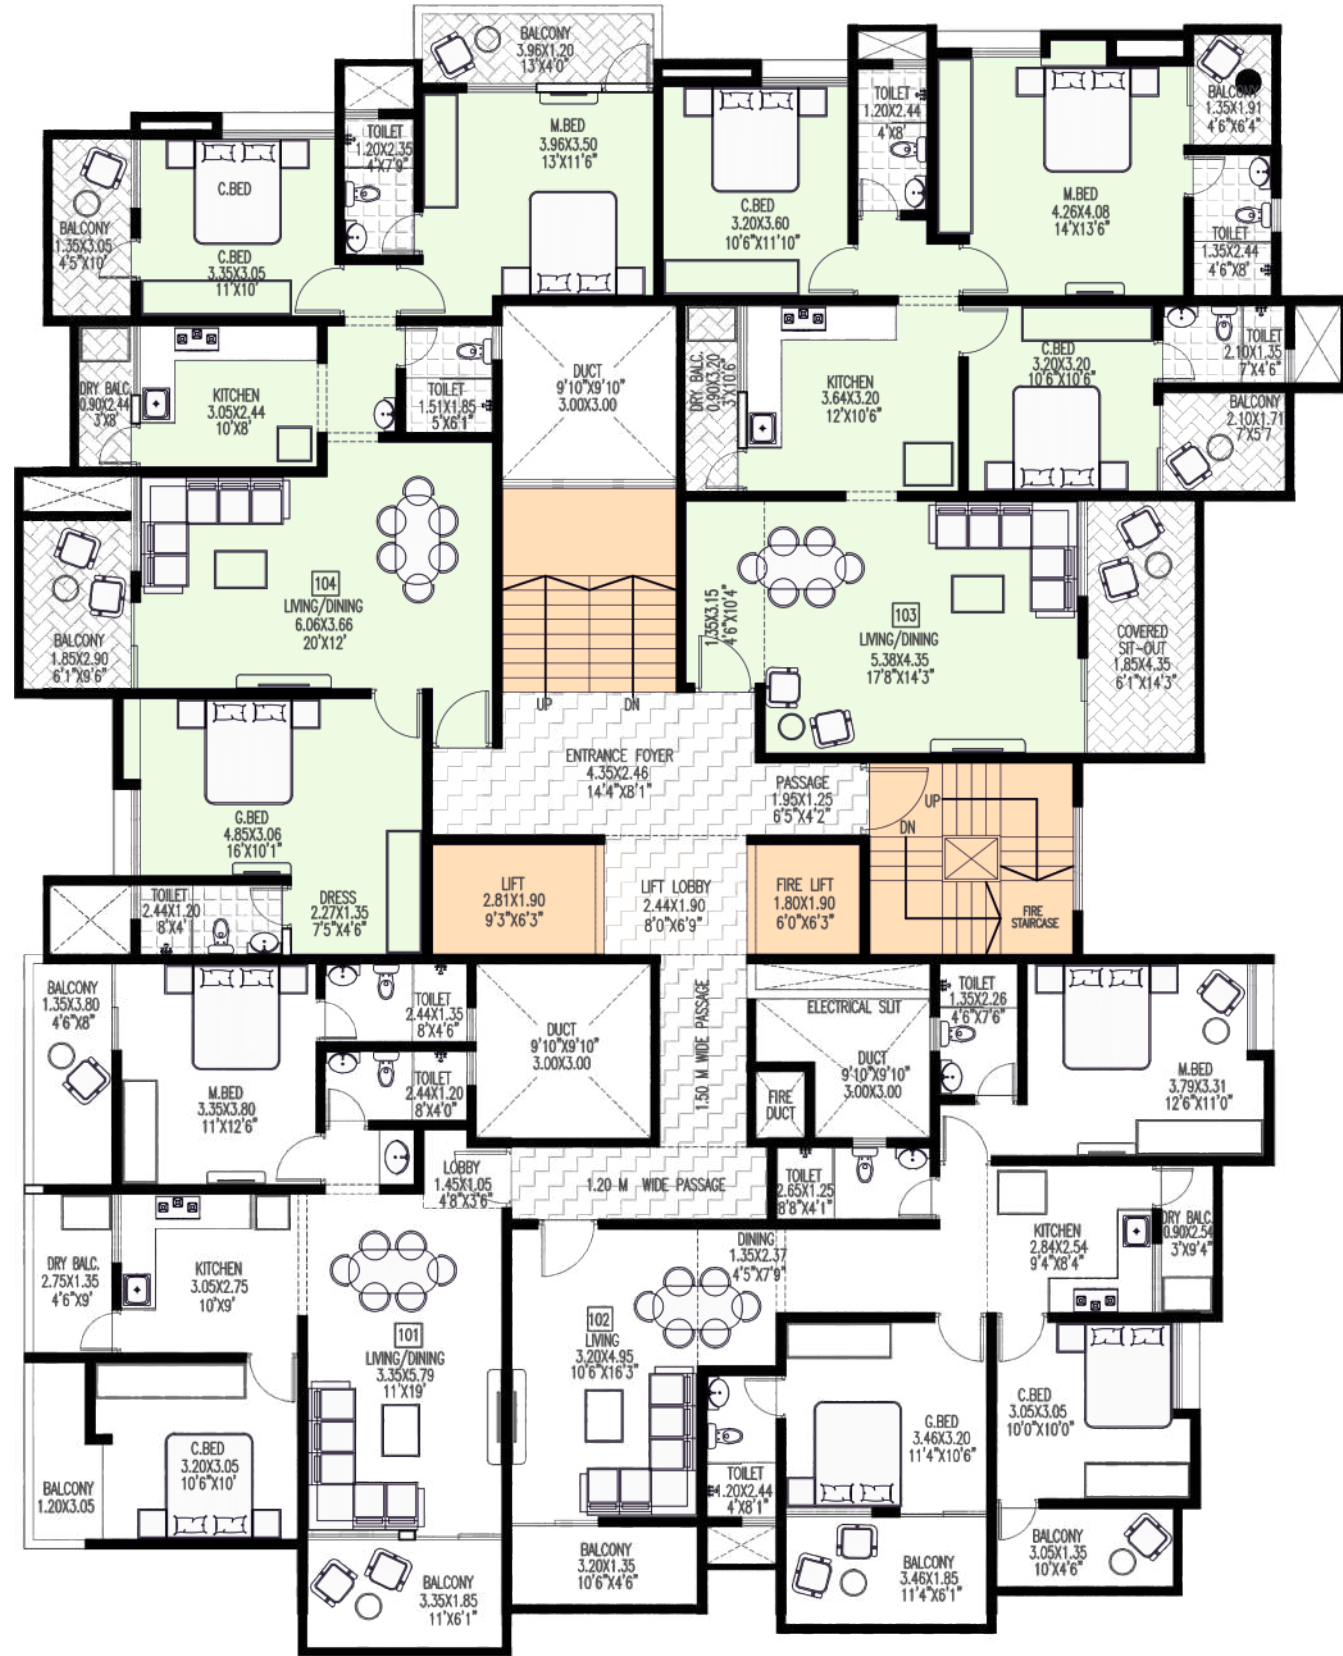 BALCONY
3.96X1.20
13'X4'0"
TOILET
1.20X2.35
4'X7'9"
M.BED
3.96X3.50
13'X11'6"
C.BED
C.BED
3.35X3.05
11'X10'
BALCONY
1.35X3.05
4'5"X10'
TOILET
1.20X2.44
4'X8'
C.BED
3.20X3.60
10'6"X11'10"
M.BED
4.26X4.08
14'X13'6"
BALCONY
1.35X1.91
4'6"X6'4"
TOILET
1.35X2.44
4'6"X8'
DRY BALC.
0.90X2.44
3'X8'
KITCHEN
3.05X2.44
10'X8'
TOILET
1.51X1.85
5'X6'1"
DUCT
9'10"X9'10"
3.00X3.00
DRY BALC.
0.90X3.20
3'X10'6"
KITCHEN
3.64X3.20
12'X10'6"
C.BED
3.20X3.20
10'6"X10'6"
TOILET
2.10X1.35
7'X4'6"
BALCONY
2.10X1.71
7'X5'7
104
LIVING/DINING
6.06X3.66
20'X12'
BALCONY
1.85X2.90
6'1"X9'6"
1.35X3.15
4'6"X10'4"
103
LIVING/DINING
5.38X4.35
17'8"X14'3"
COVERED
SIT-OUT
1.85X4.35
6'1"X14'3"
UP
DN
ENTRANCE FOYER
4.35X2.46
14'4"X8'1"
PASSAGE
1.95X1.25
6'5"X4'2"
UP
DN
FIRE
STAIRCASE
G.BED
4.85X3.06
16'X10'1"
TOILET
2.44X1.20
8'X4'
DRESS
2.27X1.35
7'5"X4'6"
LIFT
2.81X1.90
9'3"X6'3"
LIFT LOBBY
2.44X1.90
8'0"X6'9"
FIRE LIFT
1.80X1.90
6'0"X6'3"
BALCONY
1.35X3.80
4'6"X8"
M.BED
3.35X3.80
11'X12'6"
TOILET
2.44X1.35
8'X4'6"
TOILET
2.44X1.20
8'X4'0"
DUCT
9'10"X9'10"
3.00X3.00
1.50 M WIDE PASSAGE
ELECTRICAL SLIT
DUCT
9'10"X9'10"
3.00X3.00
FIRE
DUCT
TOILET
1.35X2.26
4'6"X7'6"
M.BED
3.79X3.31
12'6"X11'0"
LOBBY
1.45X1.05
4'8"X3'6"
1.20 M WIDE PASSAGE
TOILET
2.65X1.25
8'8"X4'1"
DRY BALC.
2.75X1.35
4'6"X9'
KITCHEN
3.05X2.75
10'X9'
DINING
1.35X2.37
4'5"X7'9"
KITCHEN
2.84X2.54
9'4"X8'4"
DRY BALC.
0.90X2.54
3'X9'4"
101
LIVING/DINING
3.35X5.79
11'X19'
102
LIVING
3.20X4.95
10'6"X16'3"
C.BED
3.20X3.05
10'6"X10'
BALCONY
1.20X3.05
TOILET
1.20X2.44
4'X8'1"
G.BED
3.46X3.20
11'4"X10'6"
C.BED
3.05X3.05
10'0"X10'0"
BALCONY
3.35X1.85
11'X6'1"
BALCONY
3.20X1.35
10'6"X4'6"
BALCONY
3.46X1.85
11'4"X6'1"
BALCONY
3.05X1.35
10'X4'6"